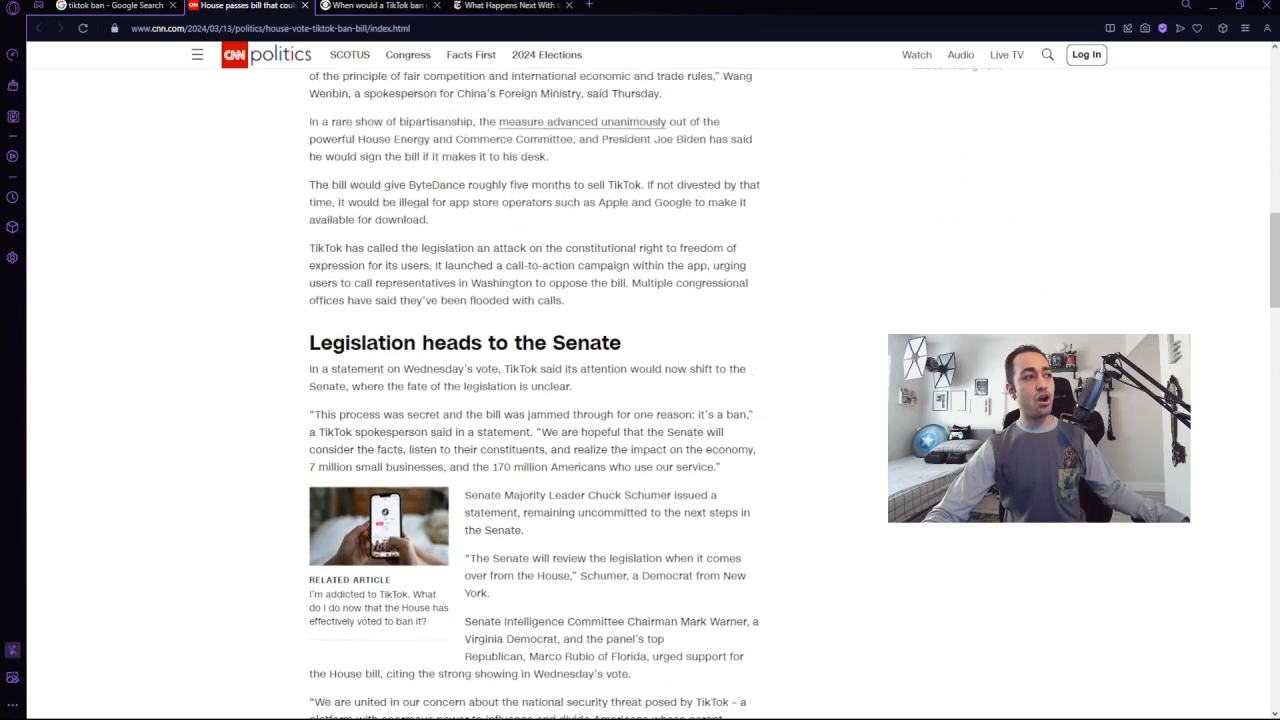 tiktok ban - Google Search
House passes bill that coul
When would a TikTok ban
What Happens Next With t
www.cnn.com/2024/03/13/politics/house-vote-tiktok-ban-bill/index.html
CNN politics SCOTUS Congress Facts First 2024 Elections Watch Audio Live TV Log In
of the principle of fair competition and international economic and trade rules,” Wang
Wenbin, a spokesperson for China’s Foreign Ministry, said Thursday.
In a rare show of bipartisanship, the measure advanced unanimously out of the
powerful House Energy and Commerce Committee, and President Joe Biden has said
he would sign the bill if it makes it to his desk.
The bill would give ByteDance roughly five months to sell TikTok. If not divested by that
time, it would be illegal for app store operators such as Apple and Google to make it
available for download.
TikTok has called the legislation an attack on the constitutional right to freedom of
expression for its users. It launched a call-to-action campaign within the app, urging
users to call representatives in Washington to oppose the bill. Multiple congressional
offices have said they’ve been flooded with calls.
Legislation heads to the Senate
In a statement on Wednesday’s vote, TikTok said its attention would now shift to the
Senate, where the fate of the legislation is unclear.
“This process was secret and the bill was jammed through for one reason: it’s a ban,”
a TikTok spokesperson said in a statement. “We are hopeful that the Senate will
consider the facts, listen to their constituents, and realize the impact on the economy,
7 million small businesses, and the 170 million Americans who use our service.”
Senate Majority Leader Chuck Schumer issued a
statement, remaining uncommitted to the next steps in
the Senate.
“The Senate will review the legislation when it comes
over from the House,” Schumer, a Democrat from New
York.
RELATED ARTICLE
I’m addicted to TikTok. What
do I do now that the House has
effectively voted to ban it?
Senate Intelligence Committee Chairman Mark Warner, a
Virginia Democrat, and the panel’s top
Republican, Marco Rubio of Florida, urged support for
the House bill, citing the strong showing in Wednesday’s vote.
“We are united in our concern about the national security threat posed by TikTok – a
platform with enormous power to influence and divide Americans whose parent